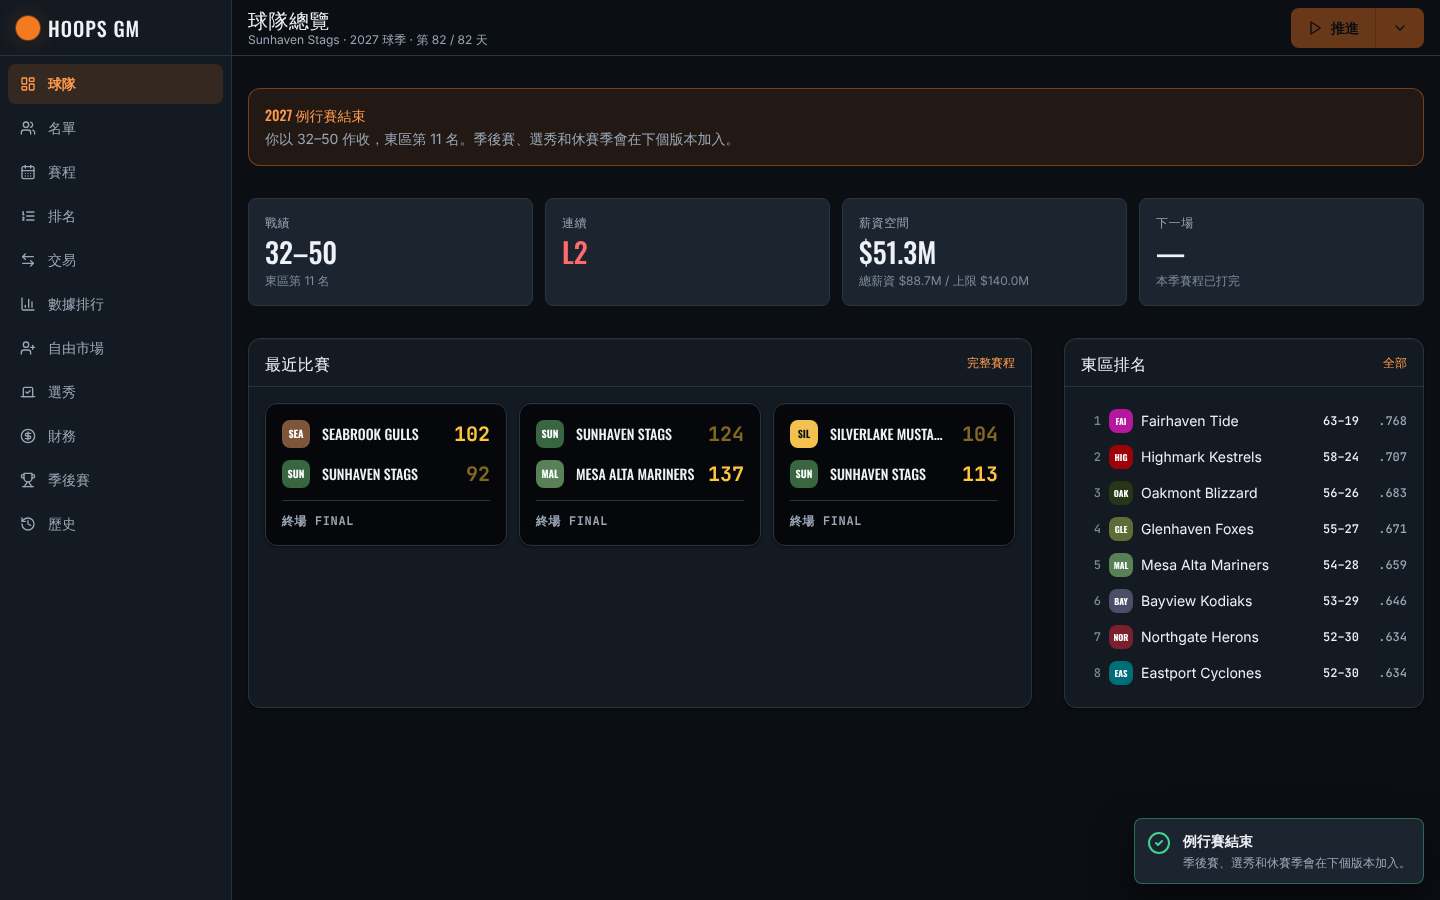 HOOPS GM
球隊
名單
賽程
排名
交易
數據排行
自由市場
選秀
財務
季後賽
歷史
球隊總覽
Sunhaven Stags · 2027 球季 · 第 82 / 82 天
推進
2027 例行賽結束
你以 32–50 作收，東區第 11 名。季後賽、選秀和休賽季會在下個版本加入。
戰績
32–50
東區第 11 名
連續
L2
薪資空間
$51.3M
總薪資 $88.7M / 上限 $140.0M
下一場
—
本季賽程已打完
最近比賽
完整賽程
SEA SEABROOK GULLS 102
SUN SUNHAVEN STAGS 92
終場 FINAL
SUN SUNHAVEN STAGS 124
MAL MESA ALTA MARINERS 137
終場 FINAL
SIL SILVERLAKE MUSTA... 104
SUN SUNHAVEN STAGS 113
終場 FINAL
東區排名
全部
1 FAI Fairhaven Tide 63–19 .768
2 HIG Highmark Kestrels 58–24 .707
3 OAK Oakmont Blizzard 56–26 .683
4 GLE Glenhaven Foxes 55–27 .671
5 MAL Mesa Alta Mariners 54–28 .659
6 BAY Bayview Kodiaks 53–29 .646
7 NOR Northgate Herons 52–30 .634
8 EAS Eastport Cyclones 52–30 .634
例行賽結束
季後賽、選秀和休賽季會在下個版本加入。